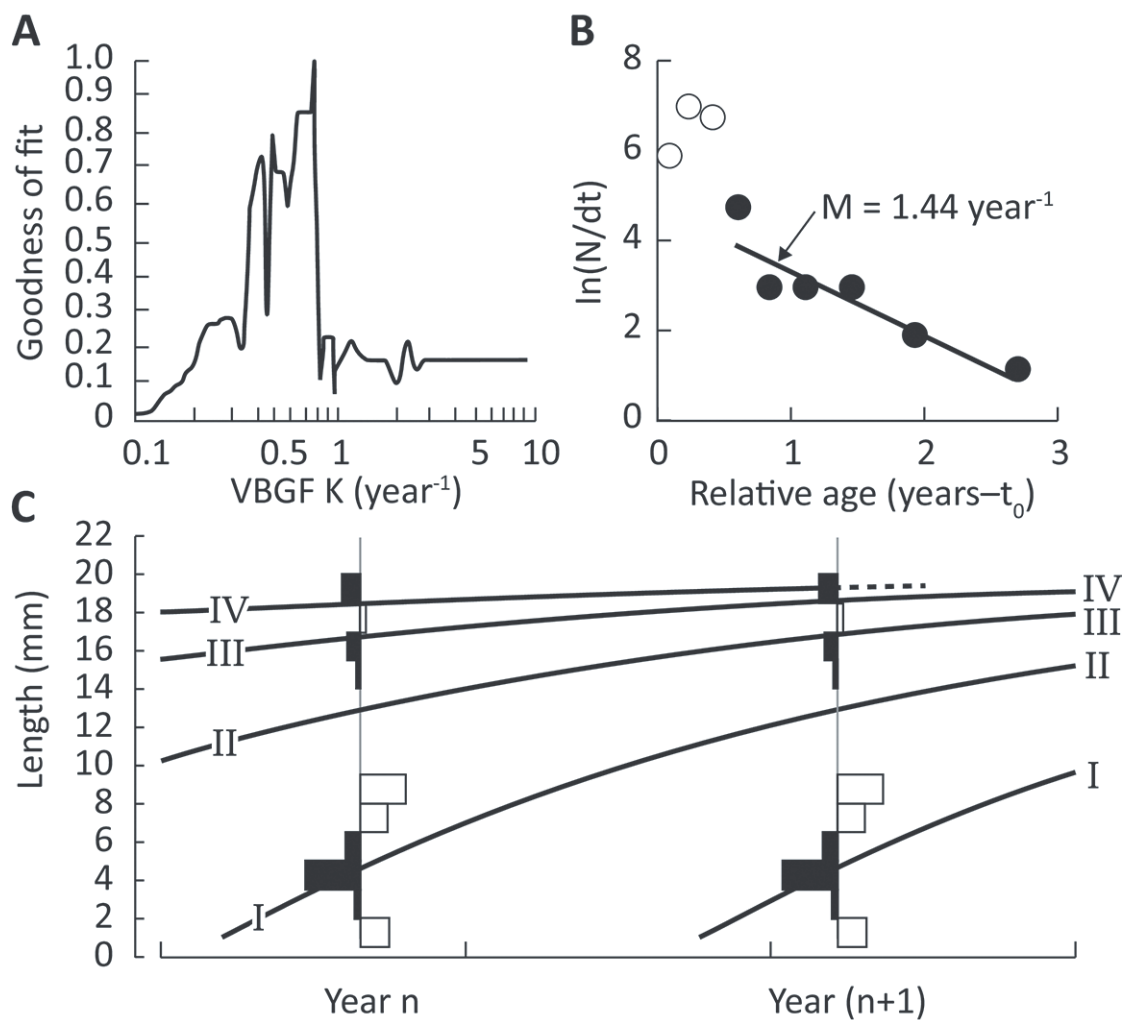 A
1.0
0.9
0.8
0.7
0.6
0.5
0.4
0.3
0.2
0.1
0
Goodness of fit
0.1 0.5 1 5 10
VBGF K (year⁻¹)
B
8
6
4
2
0
ln(N/dt)
M = 1.44 year⁻¹
0 1 2 3
Relative age (years–t₀)
C
22
20
18
16
14
12
10
8
6
4
2
0
Length (mm)
IV
III
II
I
IV
III
II
I
Year n Year (n+1)